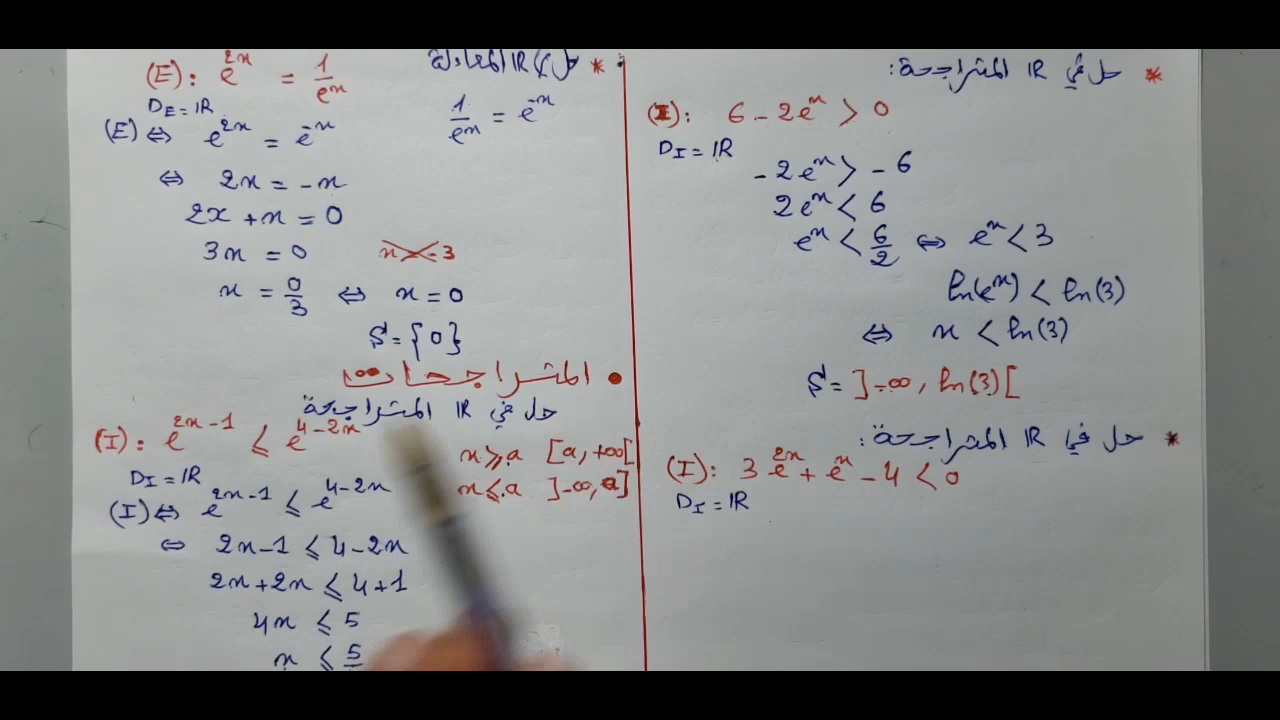 * حل في IR المعادلة
(E): e^{2x} = 1/e^x
D_E = IR
1/e^x = e^{-x}
(E) ⇔ e^{2x} = e^{-x}
⇔ 2x = -x
2x + x = 0
3x = 0
x = -3
x = 0/3 ⇔ x = 0
S = {0}
• المتراجحات
حل في IR المتراجحة
(I): e^{2x-1} ≤ e^{4-2x}
x ≥ a [a, +∞[
x ≤ a ]-∞, a]
D_I = IR
(I) ⇔ e^{2x-1} ≤ e^{4-2x}
⇔ 2x-1 ≤ 4-2x
2x+2x ≤ 4+1
4x ≤ 5
x ≤ 5
* حل في IR المتراجحة:
(I): 6 - 2e^x > 0
D_I = IR
-2e^x > -6
2e^x < 6
e^x < 6/2 ⇔ e^x < 3
ln(e^x) < ln(3)
⇔ x < ln(3)
S = ]-∞, ln(3)[
* حل في IR المتراجحة:
(I): 3e^{2x} + e^x - 4 < 0
D_I = IR